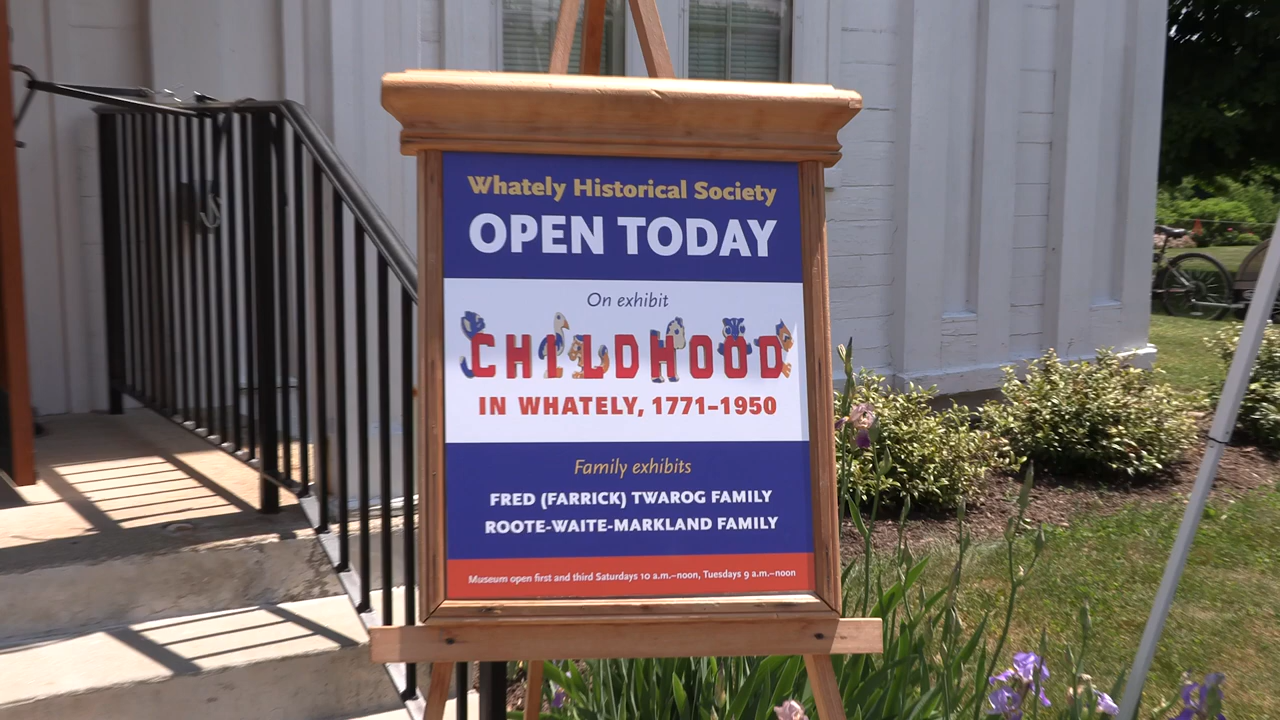 Whately Historical Society
OPEN TODAY
On exhibit
CHILDHOOD
IN WHATELY, 1771–1950
Family exhibits
FRED (FARRICK) TWAROG FAMILY
ROOTE-WAITE-MARKLAND FAMILY
Museum open first and third Saturdays 10 a.m.–noon, Tuesdays 9 a.m.–noon